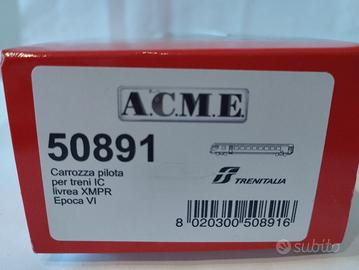 A.C.M.E.
50891
Carrozza pilota
per treni IC
livrea XMPR
Epoca VI
TRENITALIA
8 020300 508916
subito